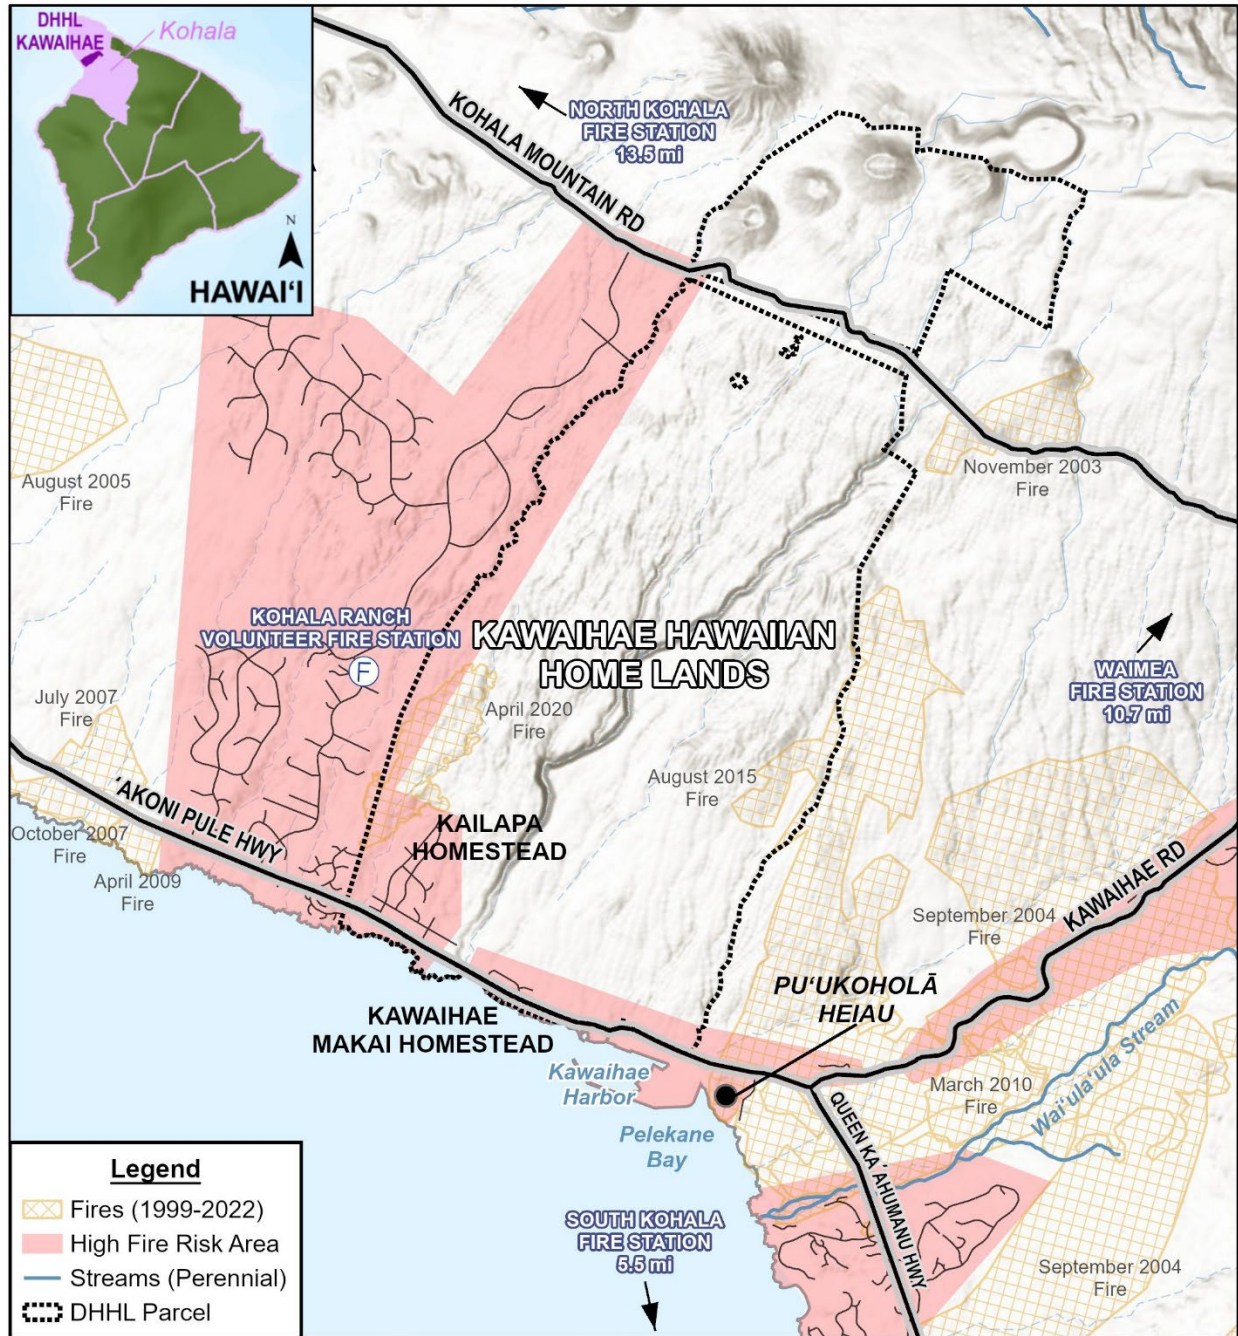 DHHL
KAWAIHAE
Kohala
N
HAWAI‘I
NORTH KOHALA
FIRE STATION
13.5 mi
KOHALA MOUNTAIN RD
August 2005
Fire
November 2003
Fire
KOHALA RANCH
VOLUNTEER FIRE STATION
F
KAWAIHAE HAWAIIAN
HOME LANDS
WAIMEA
FIRE STATION
10.7 mi
July 2007
Fire
April 2020
Fire
August 2015
Fire
‘AKONI PULE HWY
KAILAPA
HOMESTEAD
October 2007
Fire
April 2009
Fire
September 2004
Fire
KAWAIHAE RD
PU‘UKOHOLĀ
HEIAU
KAWAIHAE
MAKAI HOMESTEAD
Kawaihae
Harbor
Pelekane
Bay
March 2010
Fire
Wai‘ula‘ula Stream
QUEEN KA‘AHUMANU HWY
SOUTH KOHALA
FIRE STATION
5.5 mi
September 2004
Fire
Legend
Fires (1999-2022)
High Fire Risk Area
Streams (Perennial)
DHHL Parcel